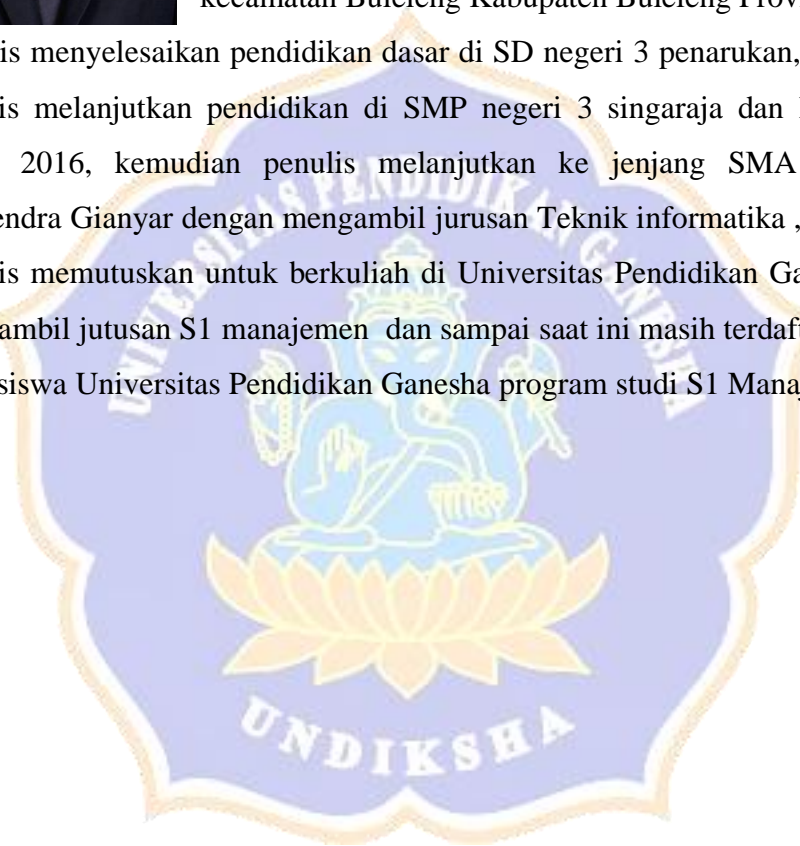 kecamatan Buleleng Kabupaten Buleleng Provi
is menyelesaikan pendidikan dasar di SD negeri 3 penarukan,
is melanjutkan pendidikan di SMP negeri 3 singaraja dan
2016, kemudian penulis melanjutkan ke jenjang SMA
endra Gianyar dengan mengambil jurusan Teknik informatika ,
is memutuskan untuk berkuliah di Universitas Pendidikan Ga
ambil jutusan S1 manajemen dan sampai saat ini masih terdaft
siswa Universitas Pendidikan Ganesha program studi S1 Manaj
UNIVERSITAS PENDIDIKAN GANESHA
UNDIKSHA